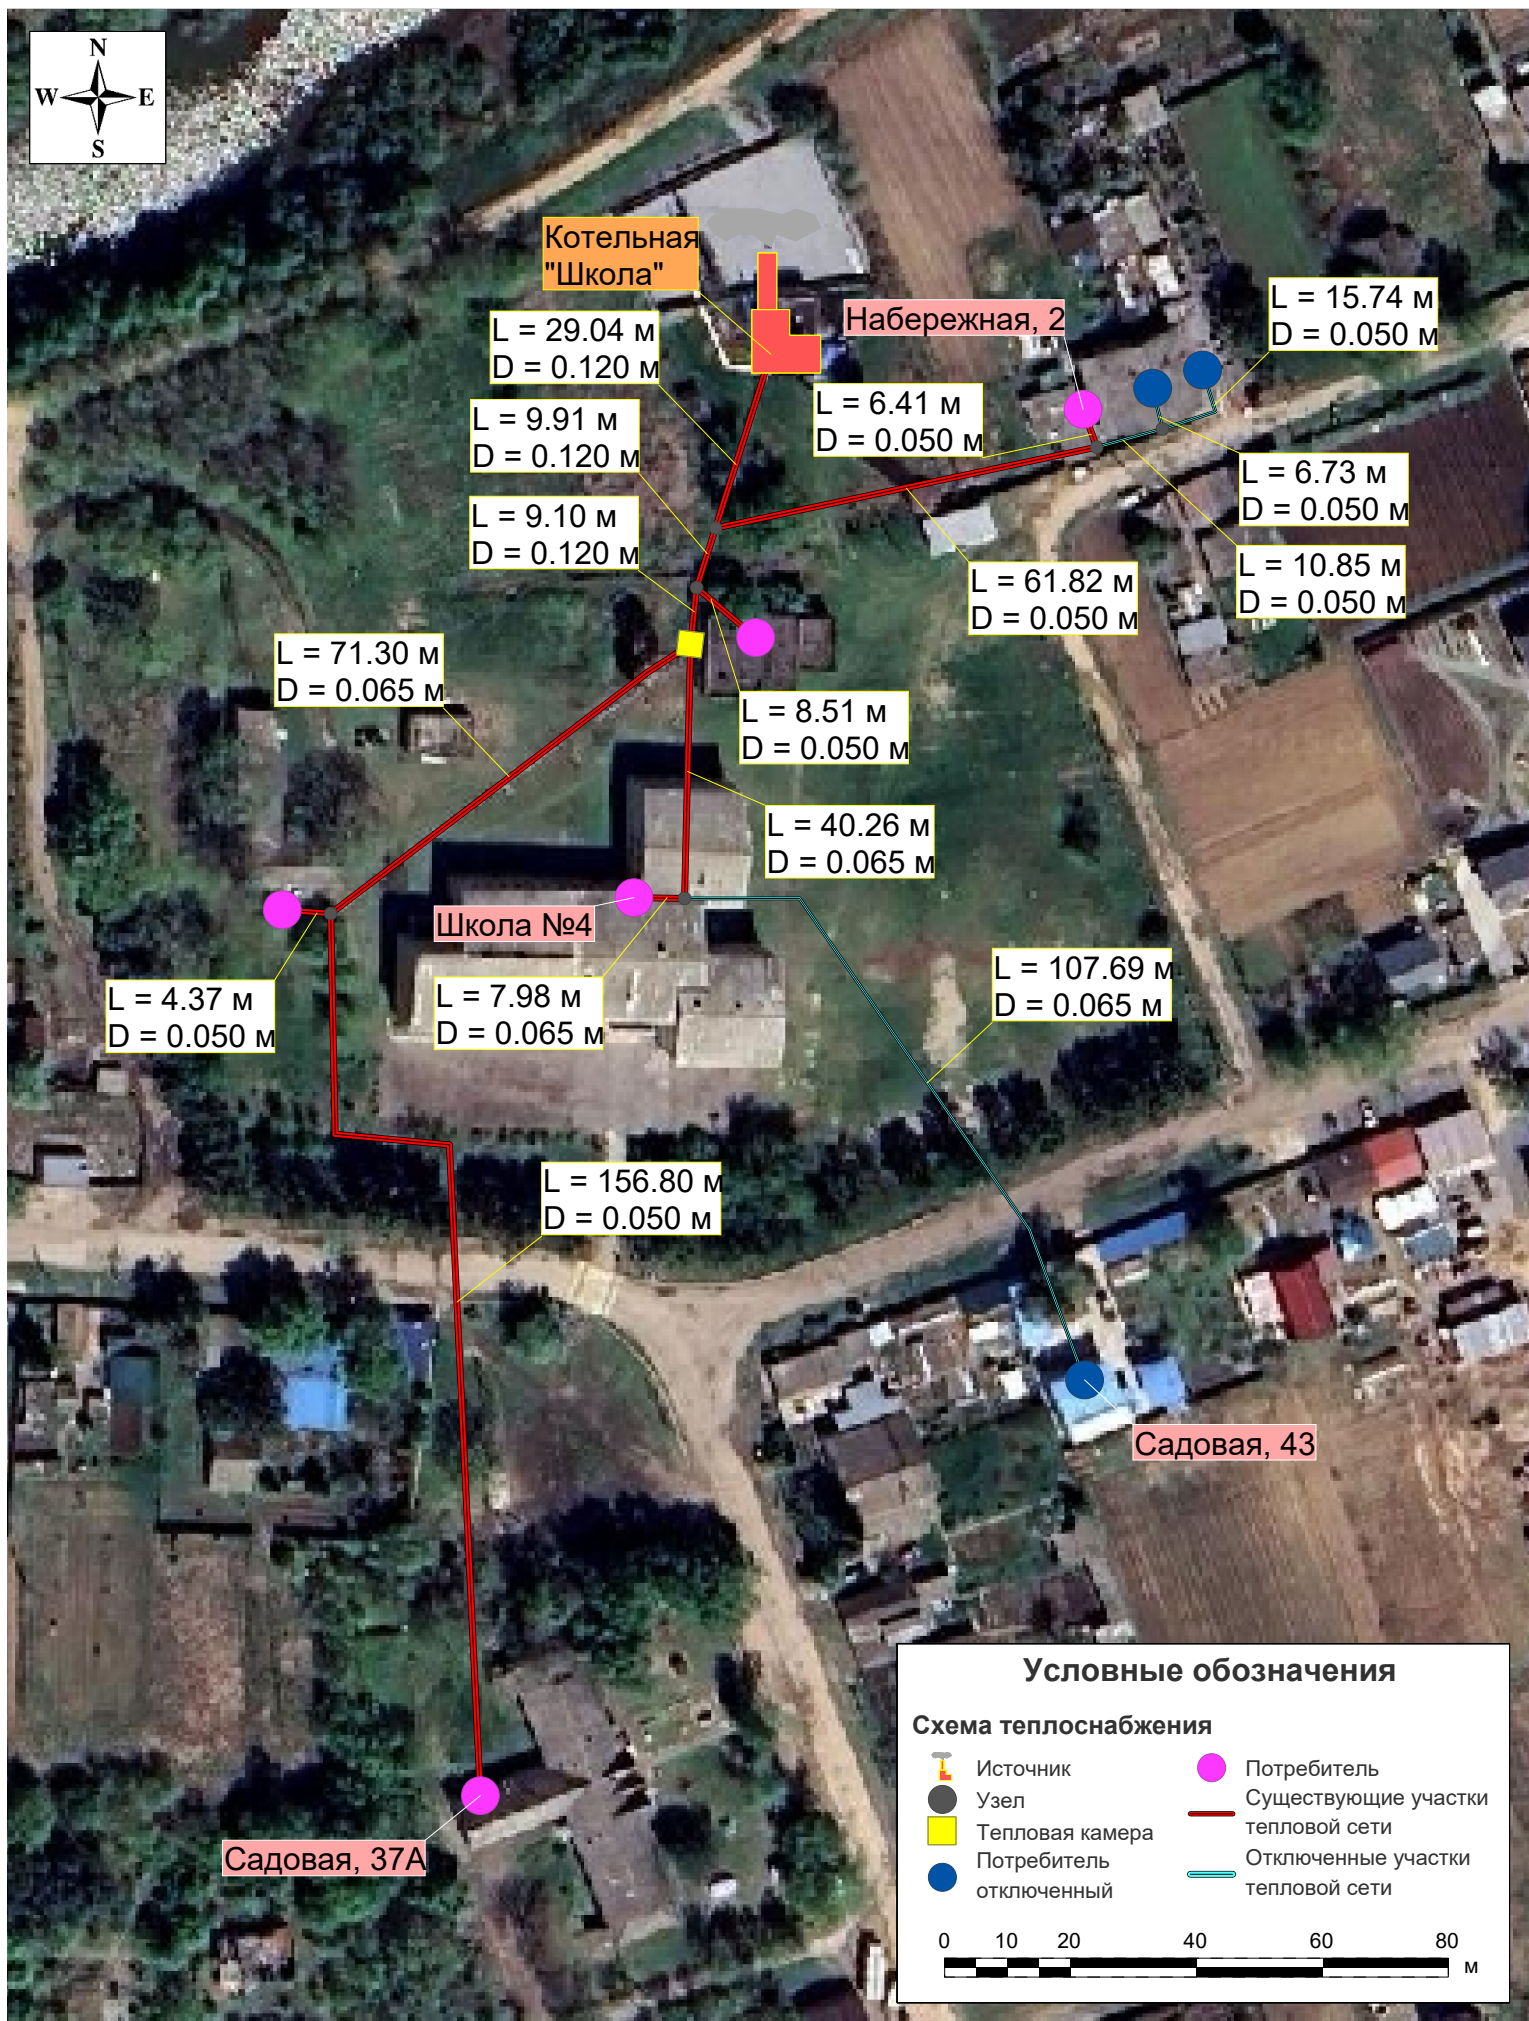 N
W E
S
Котельная
"Школа"
Набережная, 2
L = 15.74 м
D = 0.050 м
L = 29.04 м
D = 0.120 м
L = 6.41 м
D = 0.050 м
L = 9.91 м
D = 0.120 м
L = 6.73 м
D = 0.050 м
L = 9.10 м
D = 0.120 м
L = 10.85 м
D = 0.050 м
L = 61.82 м
D = 0.050 м
L = 71.30 м
D = 0.065 м
L = 8.51 м
D = 0.050 м
L = 40.26 м
D = 0.065 м
Школа №4
L = 107.69 м
D = 0.065 м
L = 4.37 м
D = 0.050 м
L = 7.98 м
D = 0.065 м
L = 156.80 м
D = 0.050 м
Садовая, 43
Садовая, 37А
Условные обозначения
Схема теплоснабжения
Источник
Узел
Тепловая камера
Потребитель
отключенный
Потребитель
Существующие участки
тепловой сети
Отключенные участки
тепловой сети
0 10 20 40 60 80
м